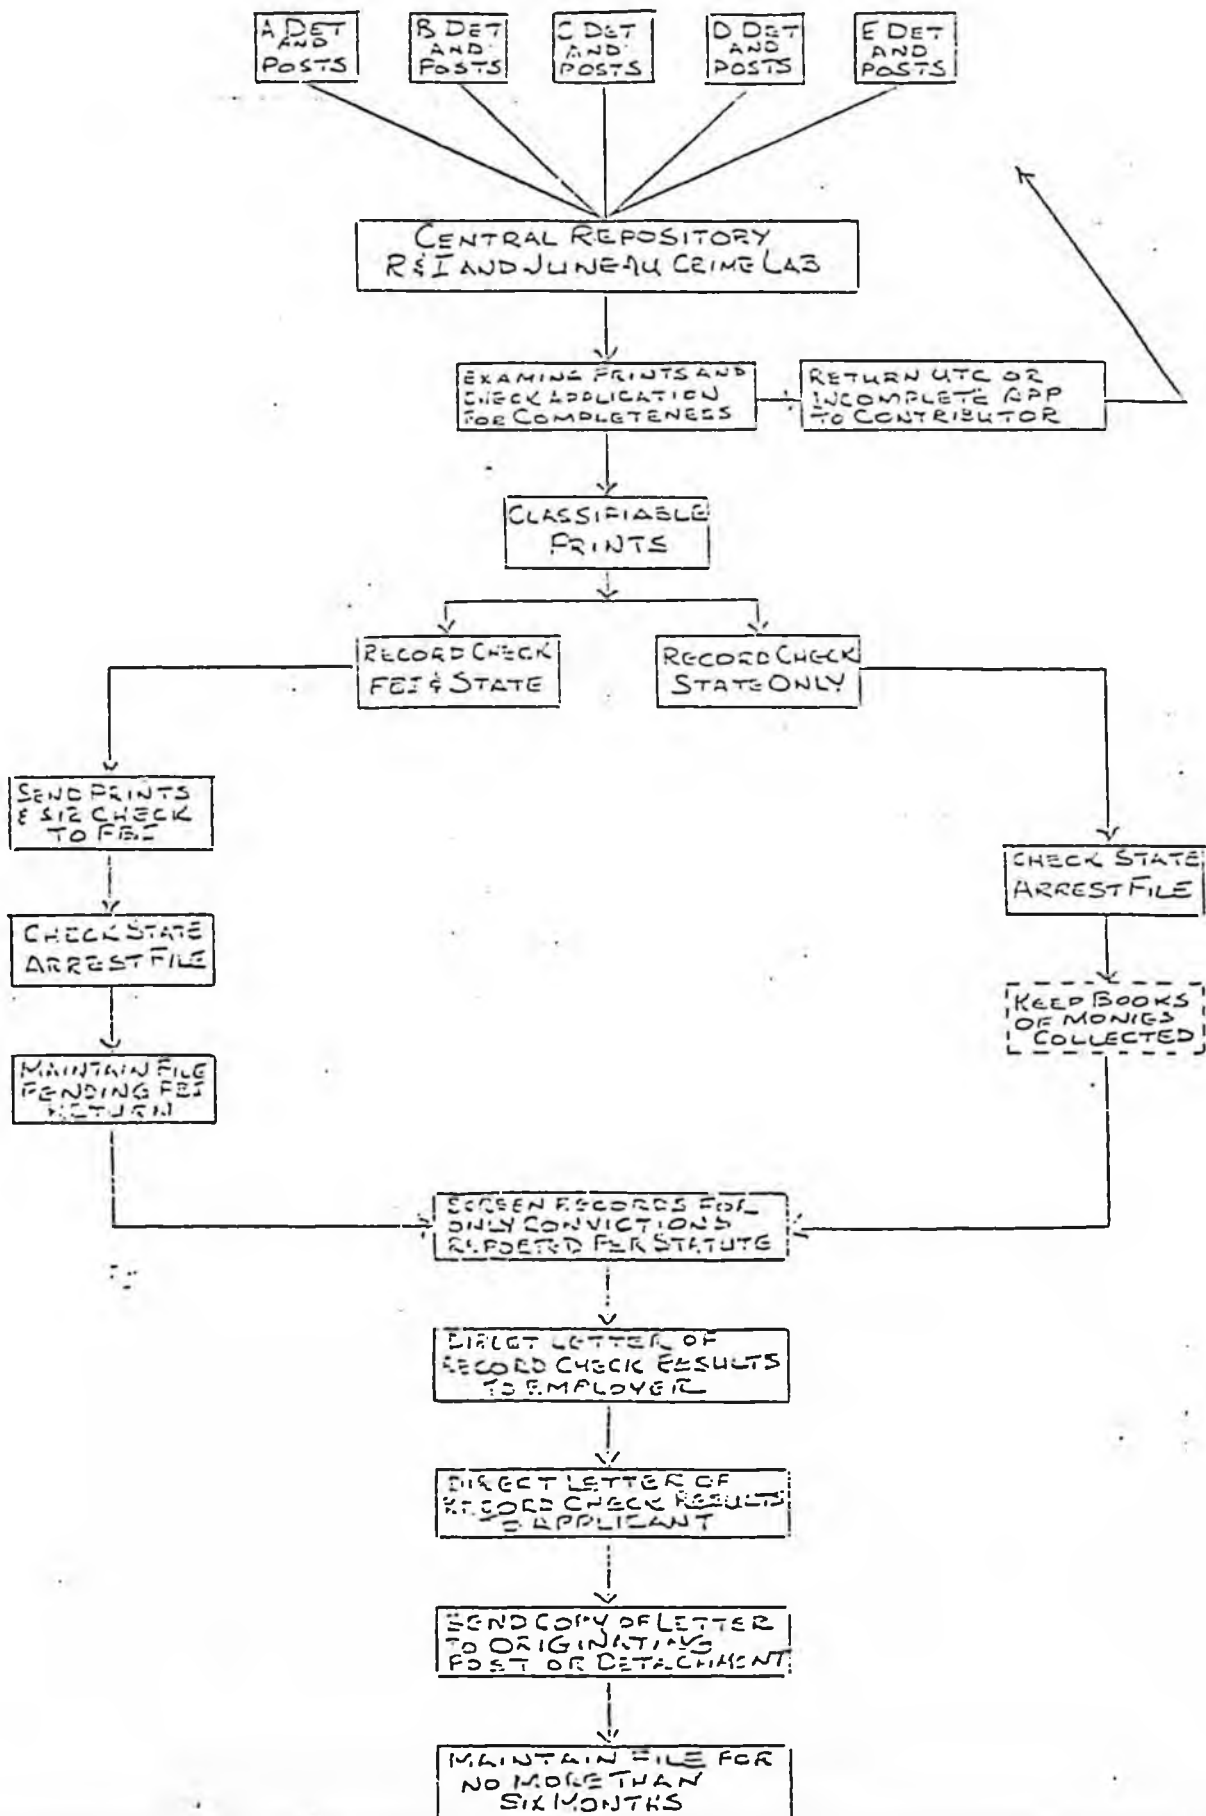 A DET
AND
POSTS
B DET
AND
POSTS
C DET
AND
POSTS
D DET
AND
POSTS
E DET
AND
POSTS
CENTRAL REPOSITORY
R&I AND JUNEAU CRIME LAB
EXAMINE PRINTS AND
CHECK APPLICATION
FOR COMPLETENESS
RETURN UTC OR
INCOMPLETE APP
TO CONTRIBUTOR
CLASSIFIABLE
PRINTS
RECORD CHECK
FBI & STATE
RECORD CHECK
STATE ONLY
SEND PRINTS
& $12 CHECK
TO FBI
CHECK STATE
ARREST FILE
CHECK STATE
ARREST FILE
KEEP BOOKS
OF MONIES
COLLECTED
MAINTAIN FILE
PENDING FBI
RETURN
SCREEN RECORDS FOR
ONLY CONVICTIONS
REPORTED PER STATUTE
DIRECT LETTER OF
RECORD CHECK RESULTS
TO EMPLOYER
DIRECT LETTER OF
RECORD CHECK RESULTS
TO APPLICANT
SEND COPY OF LETTER
TO ORIGINATING
POST OR DETACHMENT
MAINTAIN FILE FOR
NO MORE THAN
SIX MONTHS